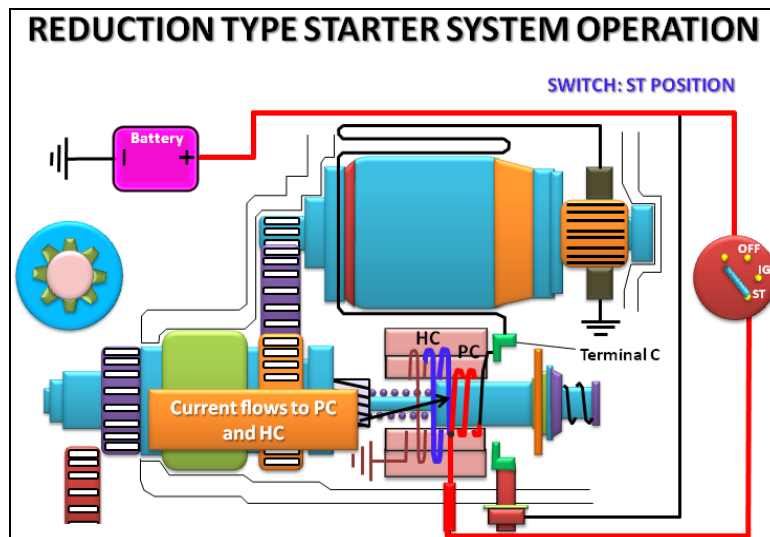 REDUCTION TYPE STARTER SYSTEM OPERATION
SWITCH: ST POSITION
Battery
- +
OFF
IG
ST
HC
PC
Terminal C
Current flows to PC
and HC